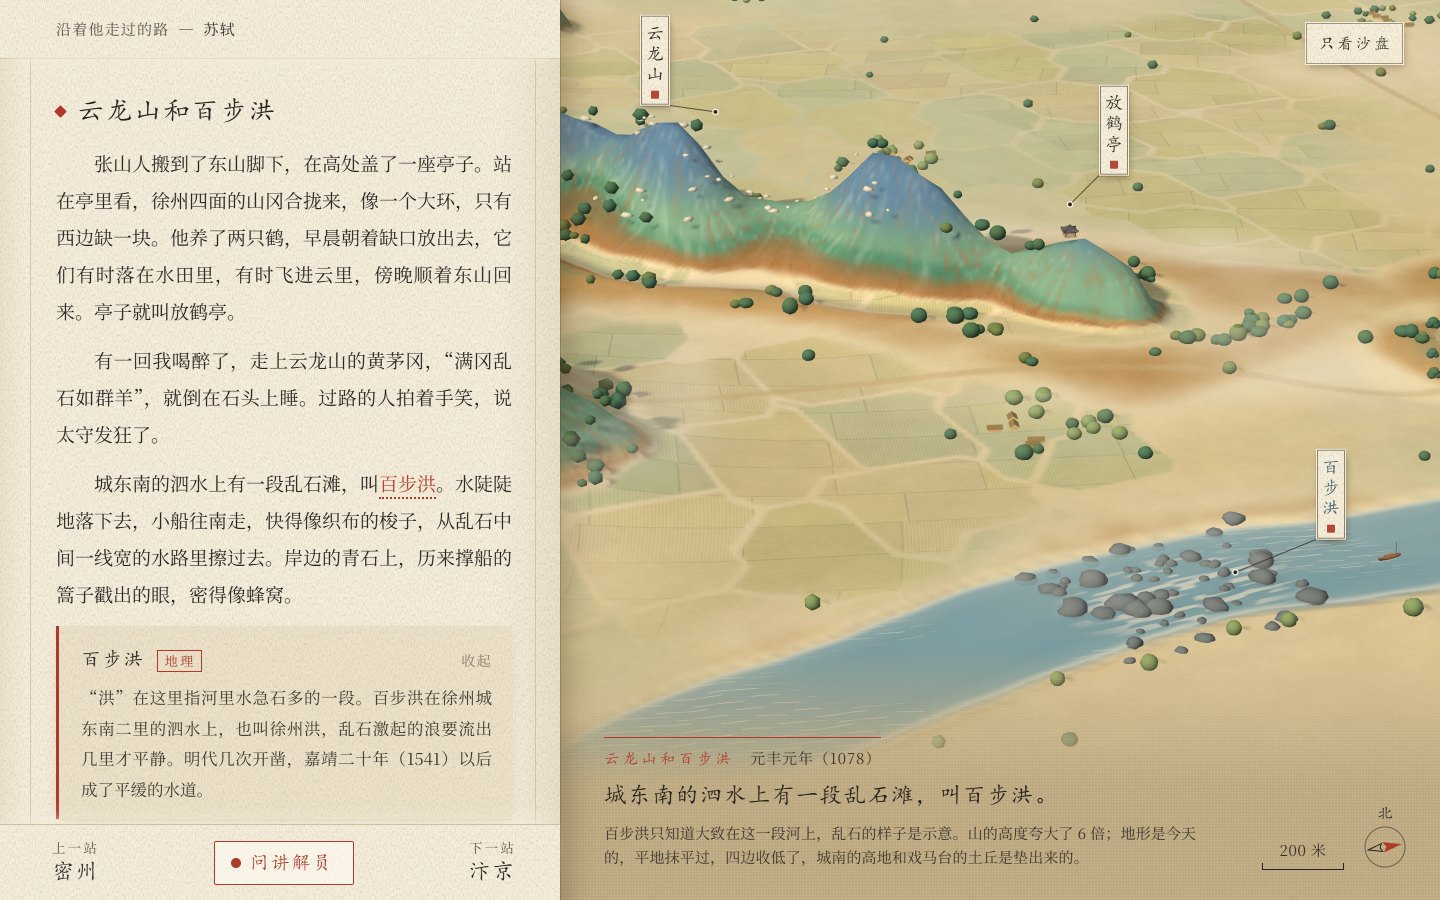 沿着他走过的路 — 苏轼
云龙山和百步洪
张山人搬到了东山脚下，在高处盖了一座亭子。站
在亭里看，徐州四面的山冈合拢来，像一个大环，只有
西边缺一块。他养了两只鹤，早晨朝着缺口放出去，它
们有时落在水田里，有时飞进云里，傍晚顺着东山回
来。亭子就叫放鹤亭。
有一回我喝醉了，走上云龙山的黄茅冈，“满冈乱
石如群羊”，就倒在石头上睡。过路的人拍着手笑，说
太守发狂了。
城东南的泗水上有一段乱石滩，叫百步洪。水陡陡
地落下去，小船往南走，快得像织布的梭子，从乱石中
间一线宽的水路里擦过去。岸边的青石上，历来撑船的
篙子戳出的眼，密得像蜂窝。
百步洪 地理 收起
“洪”在这里指河里水急石多的一段。百步洪在徐州城
东南二里的泗水上，也叫徐州洪，乱石激起的浪要流出
几里才平静。明代几次开凿，嘉靖二十年（1541）以后
成了平缓的水道。
上一站
密州
问讲解员
下一站
汴京
云龙山
放鹤亭
百步洪
只看沙盘
云龙山和百步洪 元丰元年（1078）
城东南的泗水上有一段乱石滩，叫百步洪。
百步洪只知道大致在这一段河上，乱石的样子是示意。山的高度夸大了 6 倍；地形是今天
的，平地抹平过，四边收低了，城南的高地和戏马台的土丘是垫出来的。
200 米
北